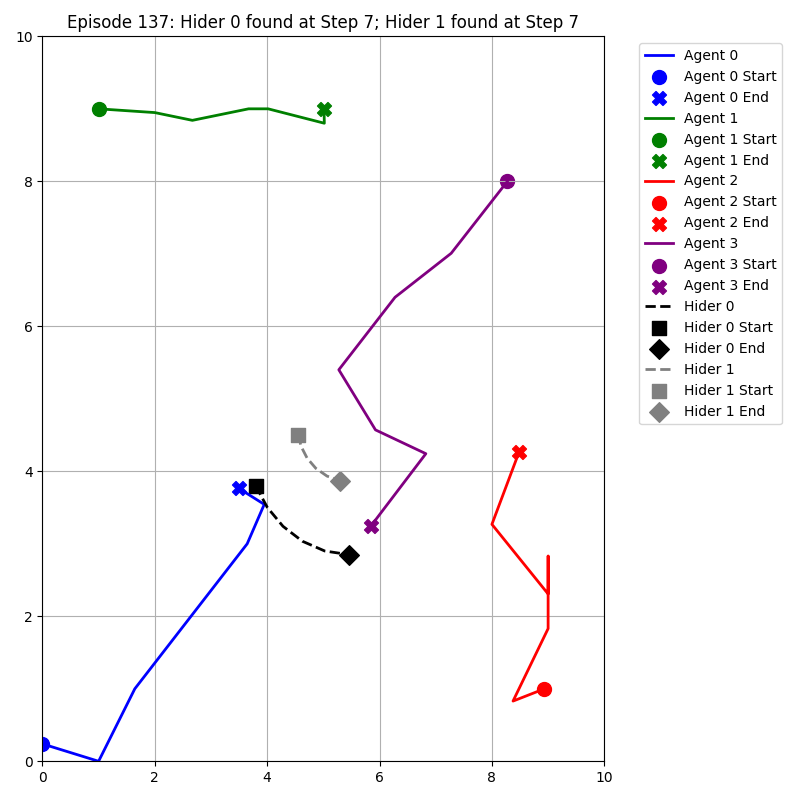 Episode 137: Hider 0 found at Step 7; Hider 1 found at Step 7
10
8
6
4
2
0
0
2
4
6
8
10
Agent 0
Agent 0 Start
Agent 0 End
Agent 1
Agent 1 Start
Agent 1 End
Agent 2
Agent 2 Start
Agent 2 End
Agent 3
Agent 3 Start
Agent 3 End
Hider 0
Hider 0 Start
Hider 0 End
Hider 1
Hider 1 Start
Hider 1 End